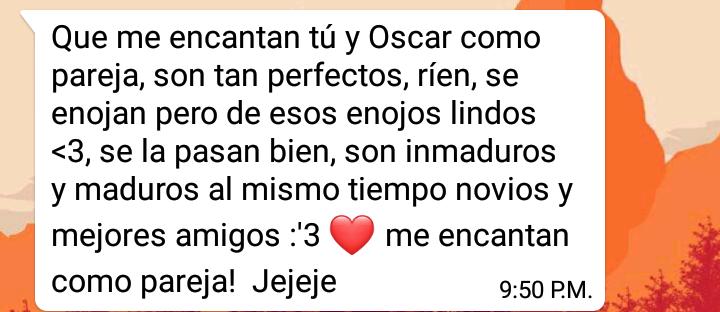 Que me encantan tú y Oscar como
pareja, son tan perfectos, ríen, se
enojan pero de esos enojos lindos
<3, se la pasan bien, son inmaduros
y maduros al mismo tiempo novios y
mejores amigos :'3 ❤️ me encantan
como pareja! Jejeje
9:50 P.M.